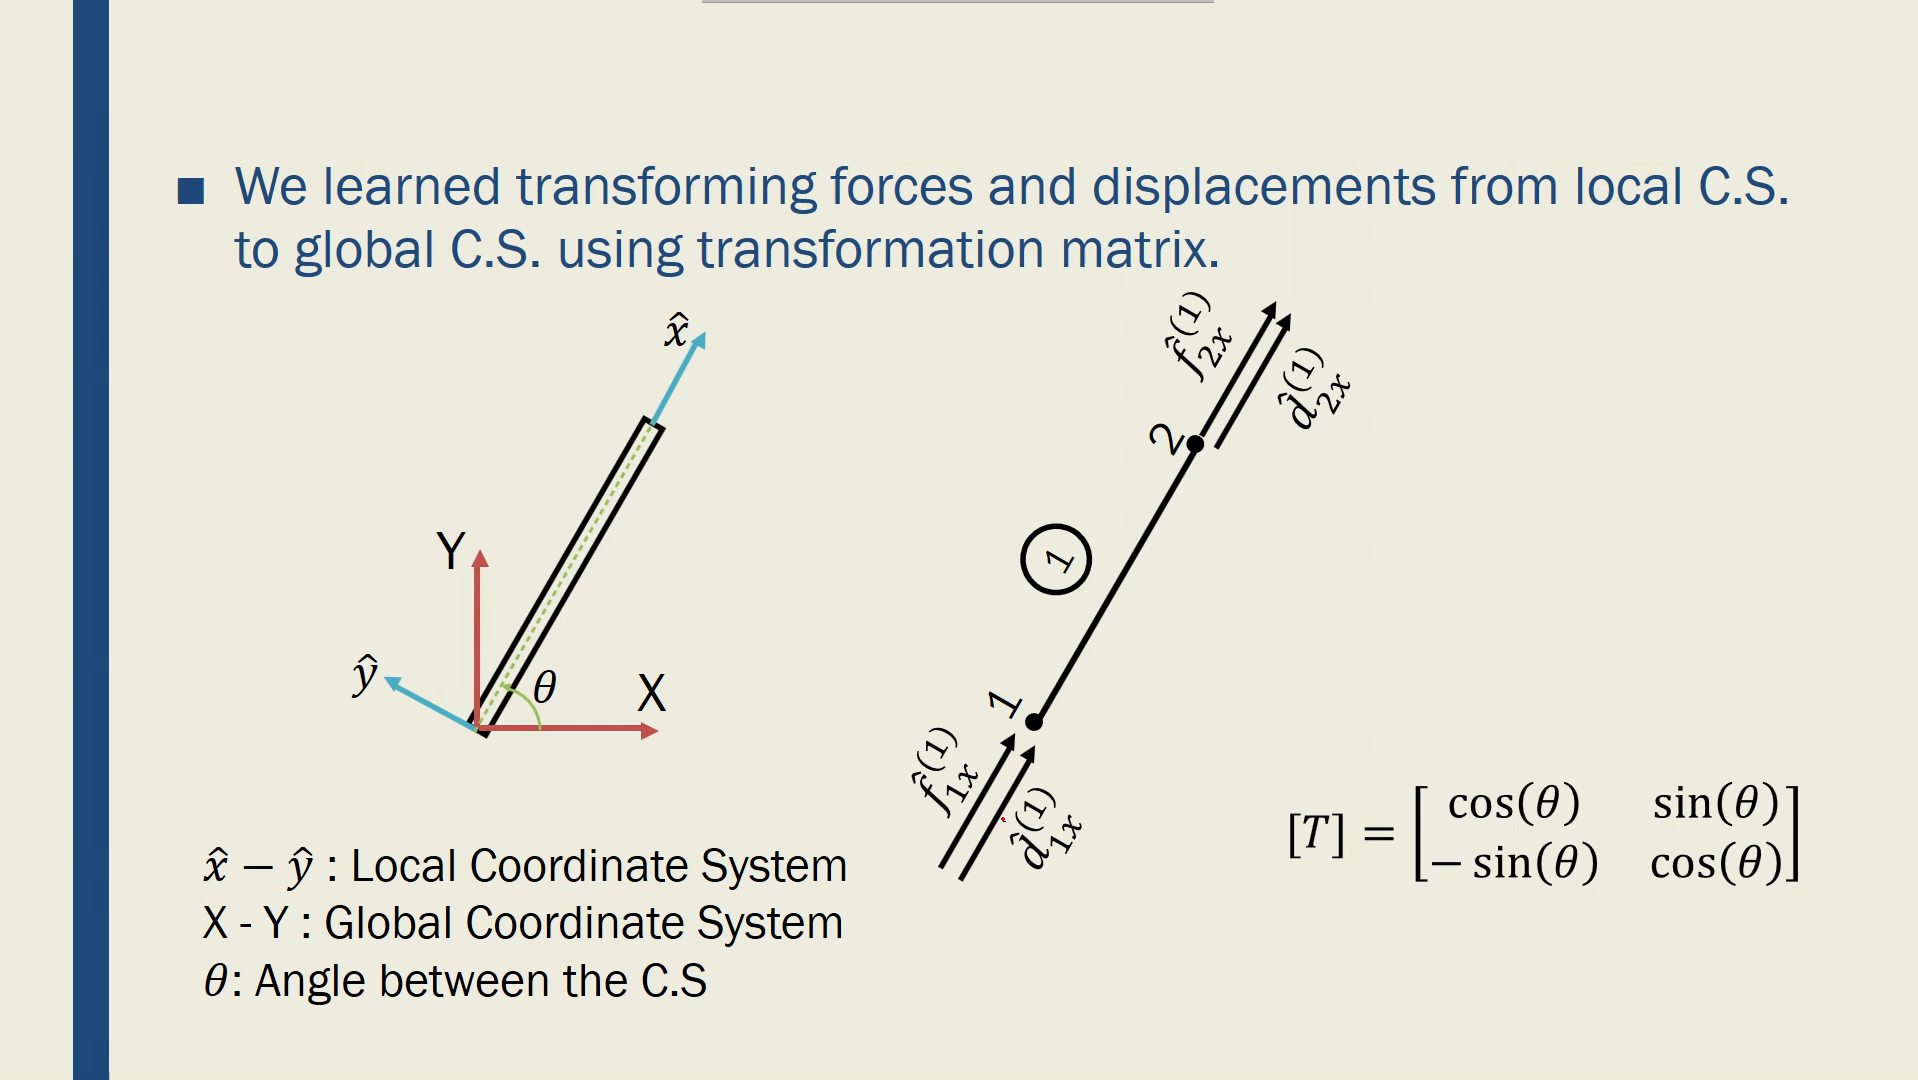 ■ We learned transforming forces and displacements from local C.S.
to global C.S. using transformation matrix.
x̂
Y
ŷ
θ
X
f̂₂ₓ⁽¹⁾
d̂₂ₓ⁽¹⁾
2
1
1
f̂₁ₓ⁽¹⁾
d̂₁ₓ⁽¹⁾
[T] = [cos(θ) sin(θ)
−sin(θ) cos(θ)]
x̂ − ŷ : Local Coordinate System
X - Y : Global Coordinate System
θ: Angle between the C.S